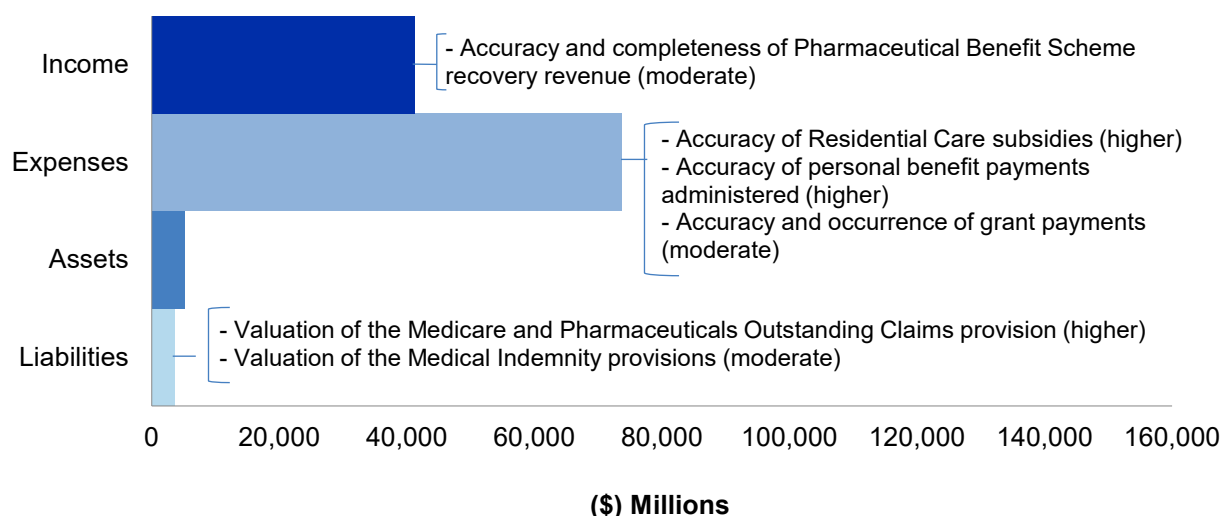 Income
- Accuracy and completeness of Pharmaceutical Benefit Scheme
recovery revenue (moderate)
Expenses
- Accuracy of Residential Care subsidies (higher)
- Accuracy of personal benefit payments
administered (higher)
- Accuracy and occurrence of grant payments
(moderate)
Assets
Liabilities
- Valuation of the Medicare and Pharmaceuticals Outstanding Claims provision (higher)
- Valuation of the Medical Indemnity provisions (moderate)
0 20,000 40,000 60,000 80,000 100,000 120,000 140,000 160,000
($) Millions